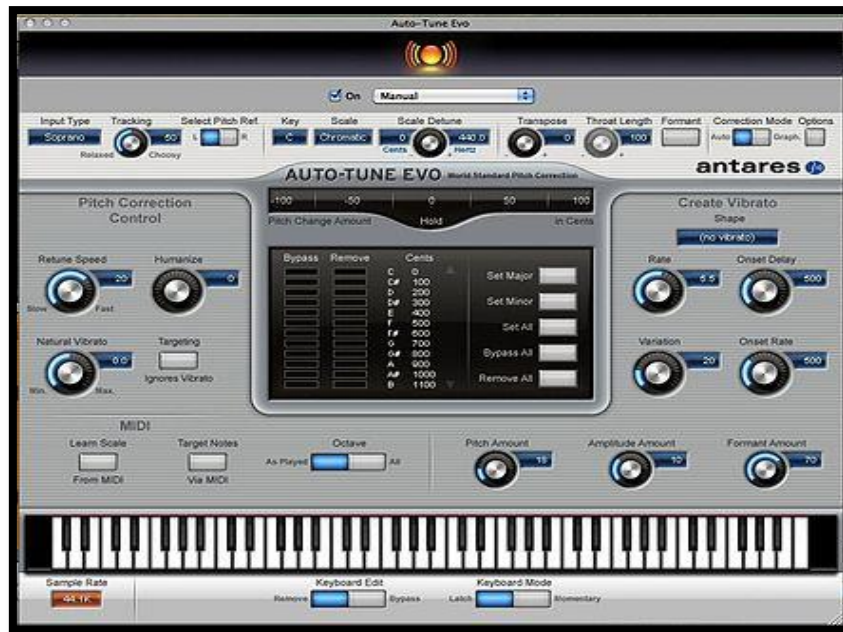 Auto-Tune Evo
On Manual
Input Type Tracking Select Pitch Ref. Key Scale Scale Detune Transpose Throat Length Formant Correction Mode Options
Soprano 50 L R C Chromatic 0 440.0 0 100 Auto Graph.
Relaxed Choosy Cents - + Hertz - + - +
AUTO-TUNE EVO World Standard Pitch Correction
antares
-100 -50 0 50 100
Pitch Change Amount Hold in Cents
Pitch Correction
Control
Retune Speed Humanize
20 0
Slow Fast
Natural Vibrato Targeting
0.0
Min. Max. Ignores Vibrato
Bypass Remove Cents
C 0
C# 100
D 200
D# 300
E 400
F 500
F# 600
G 700
G# 800
A 900
A# 1000
B 1100
Set Major
Set Minor
Set All
Bypass All
Remove All
Create Vibrato
Shape
(no vibrato)
Rate Onset Delay
5.5 500
Variation Onset Rate
20 500
MIDI
Learn Scale Target Notes Octave
As Played All
From MIDI Via MIDI
Pitch Amount Amplitude Amount Formant Amount
10 70
Sample Rate Keyboard Edit Keyboard Mode
44.1K Remove Bypass Latch Momentary